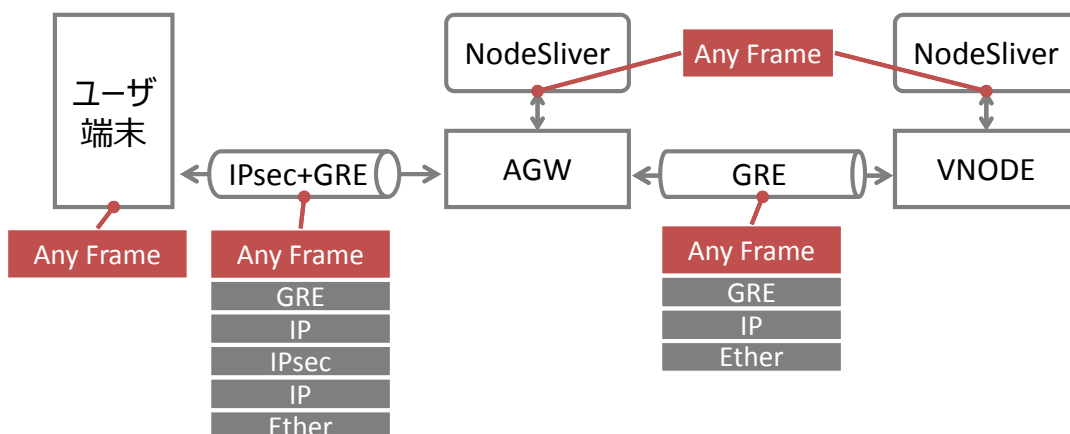 NodeSliver
Any Frame
NodeSliver
ユーザ
端末
IPsec+GRE
AGW
GRE
VNODE
Any Frame
Any Frame
GRE
IP
IPsec
IP
Ether
Any Frame
GRE
IP
Ether